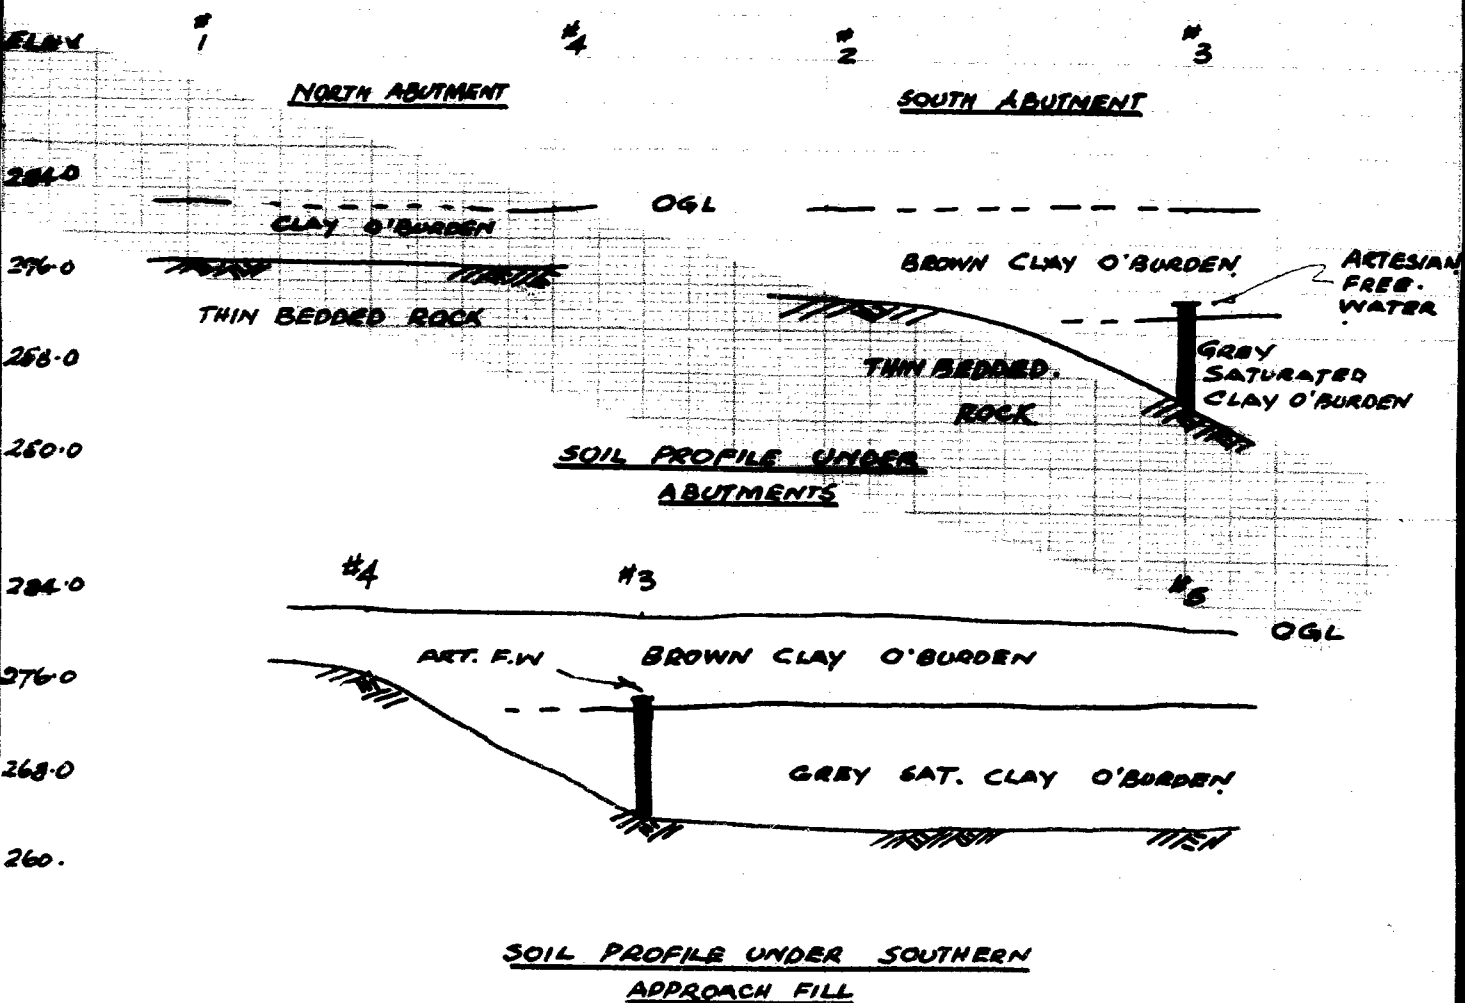 ELEV
# 1
# 4
# 2
# 3
NORTH ABUTMENT
SOUTH ABUTMENT
284.0
OGL
CLAY O'BURDEN
276.0
BROWN CLAY O'BURDEN
ARTESIAN
FREE.
WATER
THIN BEDDED ROCK
268.0
THIN BEDDED.
ROCK
GREY
SATURATED
CLAY O'BURDEN
260.0
SOIL PROFILE UNDER
ABUTMENTS
284.0
#4
#3
OGL
276.0
ART. F.W
BROWN CLAY O'BURDEN
268.0
GREY SAT. CLAY O'BURDEN
260.
SOIL PROFILE UNDER SOUTHERN
APPROACH FILL